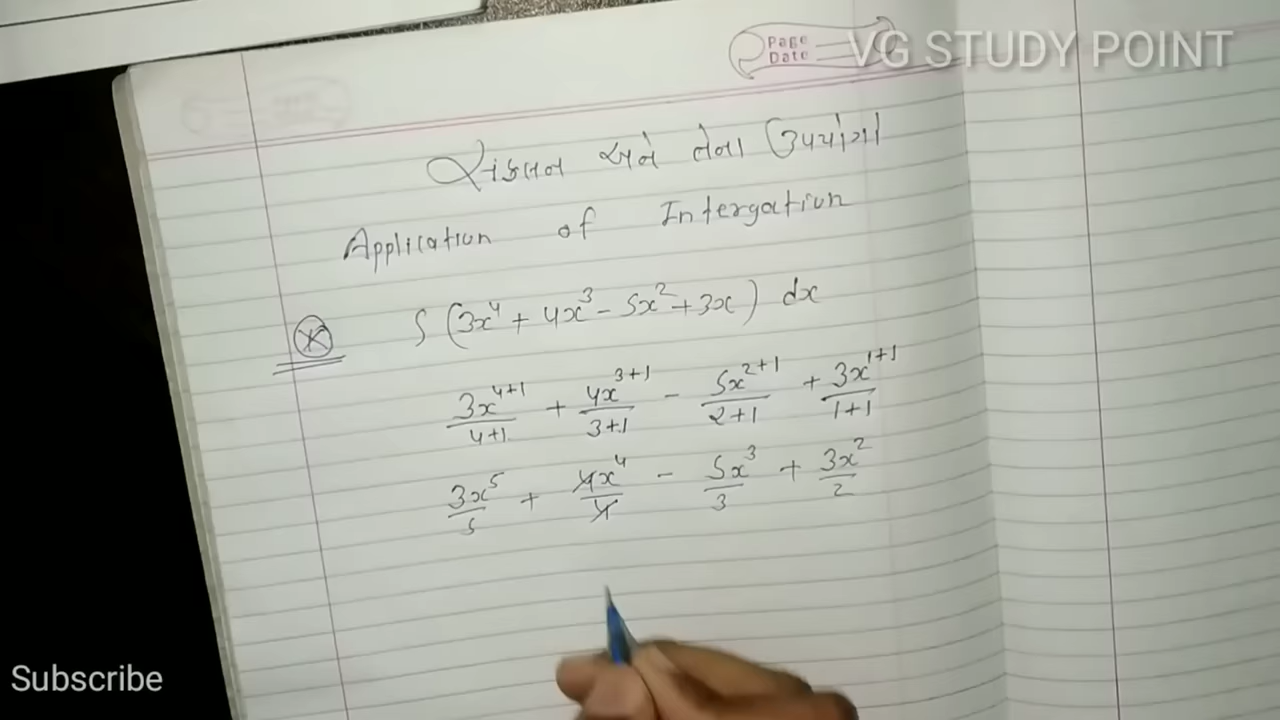 Page
Date
VG STUDY POINT
સંકલન અને તેના ઉપયોગો
Application of Intergation
∫ (3x⁴ + 4x³ - 5x² + 3x) dx
3x⁴⁺¹/4+1 + 4x³⁺¹/3+1 - 5x²⁺¹/2+1 + 3x¹⁺¹/1+1
3x⁵/5 + 4x⁴/4 - 5x³/3 + 3x²/2
Subscribe